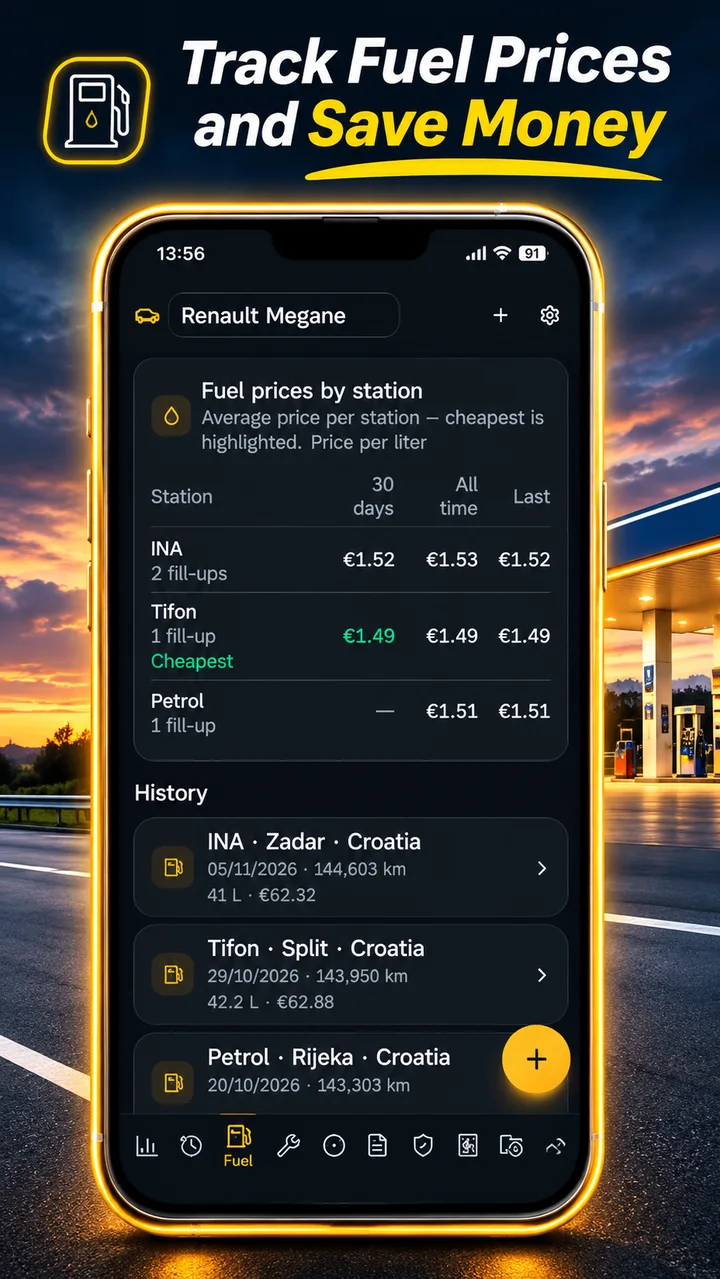 Track Fuel Prices
and Save Money
13:56
91
Renault Megane
Fuel prices by station
Average price per station – cheapest is
highlighted. Price per liter
Station
30
days
All
time
Last
INA
2 fill-ups
€1.52
€1.53
€1.52
Tifon
1 fill-up
Cheapest
€1.49
€1.49
€1.49
Petrol
1 fill-up
—
€1.51
€1.51
History
INA · Zadar · Croatia
05/11/2026 · 144,603 km
41 L · €62.32
Tifon · Split · Croatia
29/10/2026 · 143,950 km
42.2 L · €62.88
Petrol · Rijeka · Croatia
20/10/2026 · 143,303 km
Fuel